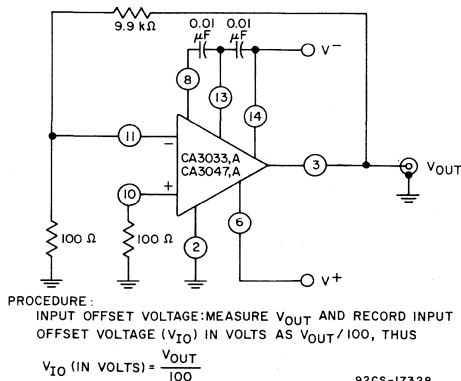 9.9 kΩ
0.01 0.01
μF μF
V⁻
8
13
14
11
−
CA3033,A
CA3047,A
3
VOUT
10
+
6
100 Ω
100 Ω
2
V⁺
PROCEDURE:
INPUT OFFSET VOLTAGE: MEASURE VOUT AND RECORD INPUT
OFFSET VOLTAGE (VIO) IN VOLTS AS VOUT/100, THUS
VIO (IN VOLTS) = VOUT
100
92CS-17328